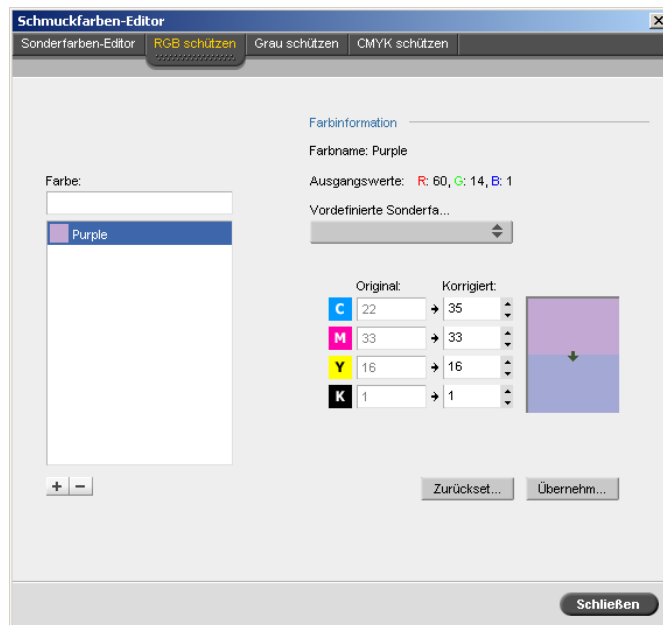 Schmuckfarben-Editor
Sonderfarben-Editor RGB schützen Grau schützen CMYK schützen
Farbinformation
Farbname: Purple
Farbe:
Ausgangswerte: R: 60, G: 14, B: 1
Vordefinierte Sonderfa...
Purple
Original: Korrigiert:
C 22 35
M 33 33
Y 16 16
K 1 1
+ −
Zurückset... Übernehm...
Schließen